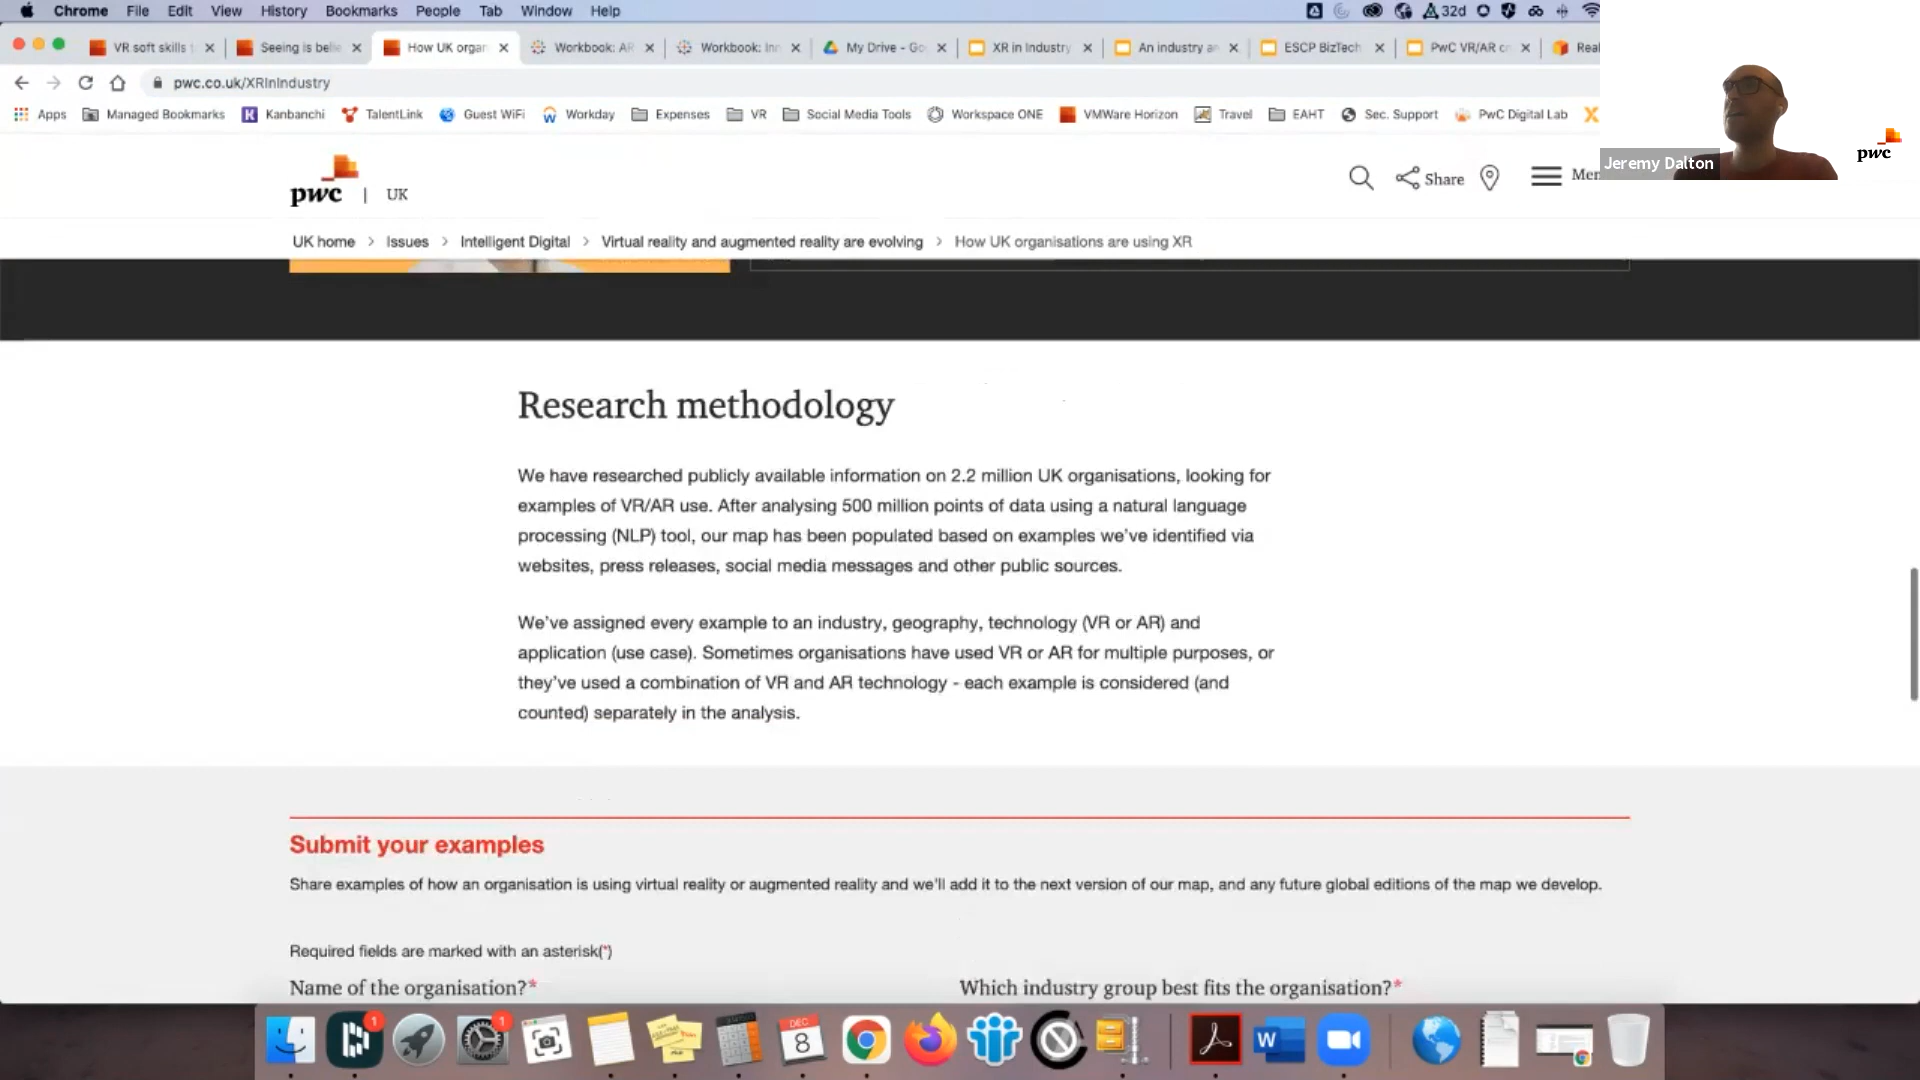 Chrome File Edit View History Bookmarks People Tab Window Help 32d
VR soft skills Seeing is belie How UK organ Workbook: AR Workbook: Inn My Drive - Go XR in Industry An industry an ESCP BizTech PwC VR/AR c Real
pwc.co.uk/XRInIndustry
Apps Managed Bookmarks Kanbanchi TalentLink Guest WiFi Workday Expenses VR Social Media Tools Workspace ONE VMWare Horizon Travel EAHT Sec. Support PwC Digital Lab
Jeremy Dalton
pwc
pwc | UK
Share
Men
UK home > Issues > Intelligent Digital > Virtual reality and augmented reality are evolving > How UK organisations are using XR
Research methodology
We have researched publicly available information on 2.2 million UK organisations, looking for
examples of VR/AR use. After analysing 500 million points of data using a natural language
processing (NLP) tool, our map has been populated based on examples we've identified via
websites, press releases, social media messages and other public sources.
We've assigned every example to an industry, geography, technology (VR or AR) and
application (use case). Sometimes organisations have used VR or AR for multiple purposes, or
they've used a combination of VR and AR technology - each example is considered (and
counted) separately in the analysis.
Submit your examples
Share examples of how an organisation is using virtual reality or augmented reality and we'll add it to the next version of our map, and any future global editions of the map we develop.
Required fields are marked with an asterisk(*)
Name of the organisation?*
Which industry group best fits the organisation?*
1
1
DEC
8
W